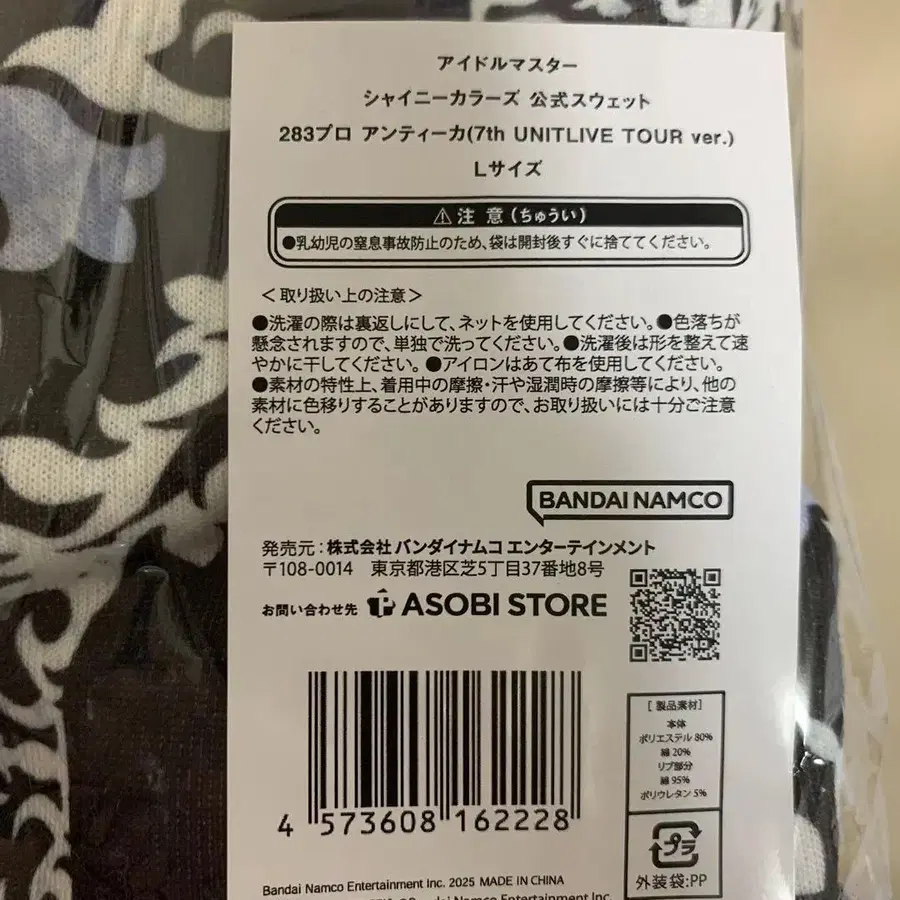 アイドルマスター
シャイニーカラーズ 公式スウェット
283プロ アンティーカ(7th UNITLIVE TOUR ver.)
Lサイズ
⚠注 意(ちゅうい)
●乳幼児の窒息事故防止のため、袋は開封後すぐに捨ててください。
＜取り扱い上の注意＞
●洗濯の際は裏返しにして、ネットを使用してください。●色落ちが
懸念されますので、単独で洗ってください。●洗濯後は形を整えて速
やかに干してください。●アイロンはあて布を使用してください。
●素材の特性上、着用中の摩擦・汗や湿潤時の摩擦等により、他の
素材に色移りすることがありますので、お取り扱いには十分ご注意
ください。
BANDAI NAMCO
発売元：株式会社 バンダイナムコ エンターテインメント
〒108-0014 東京都港区芝5丁目37番地8号
お問い合わせ先 ASOBI STORE
[製品素材]
本体
ポリエステル 80%
綿 20%
リブ部分
綿 95%
ポリウレタン 5%
4 573608 162228
プラ
外装袋:PP
Bandai Namco Entertainment Inc. 2025 MADE IN CHINA
Bandai Namco Entertainment Inc.